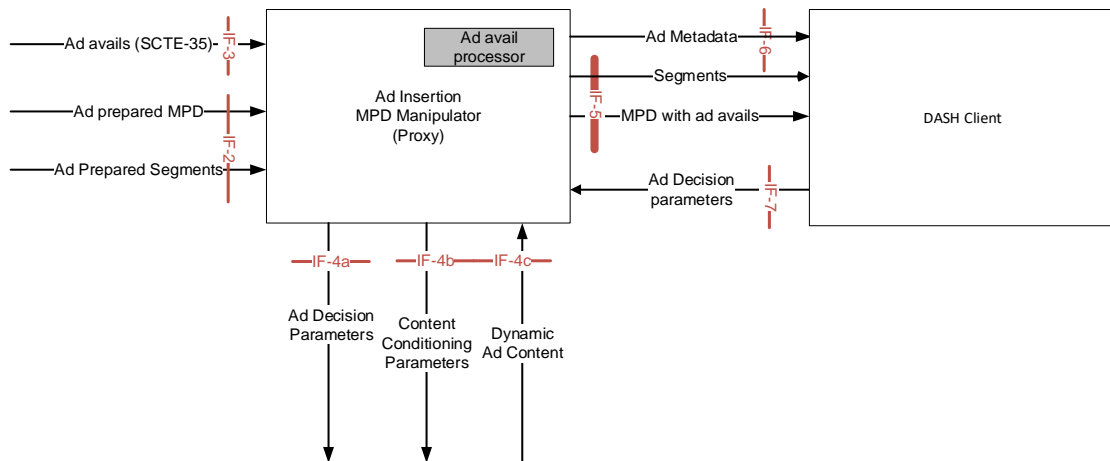 Ad avails (SCTE-35)
IF-3
Ad prepared MPD
IF-2
Ad Prepared Segments
Ad avail
processor
Ad Insertion
MPD Manipulator
(Proxy)
Ad Metadata
IF-6
Segments
IF-5
MPD with ad avails
Ad Decision
parameters
IF-7
DASH Client
IF-4a
IF-4b
IF-4c
Ad Decision
Parameters
Content
Conditioning
Parameters
Dynamic
Ad Content